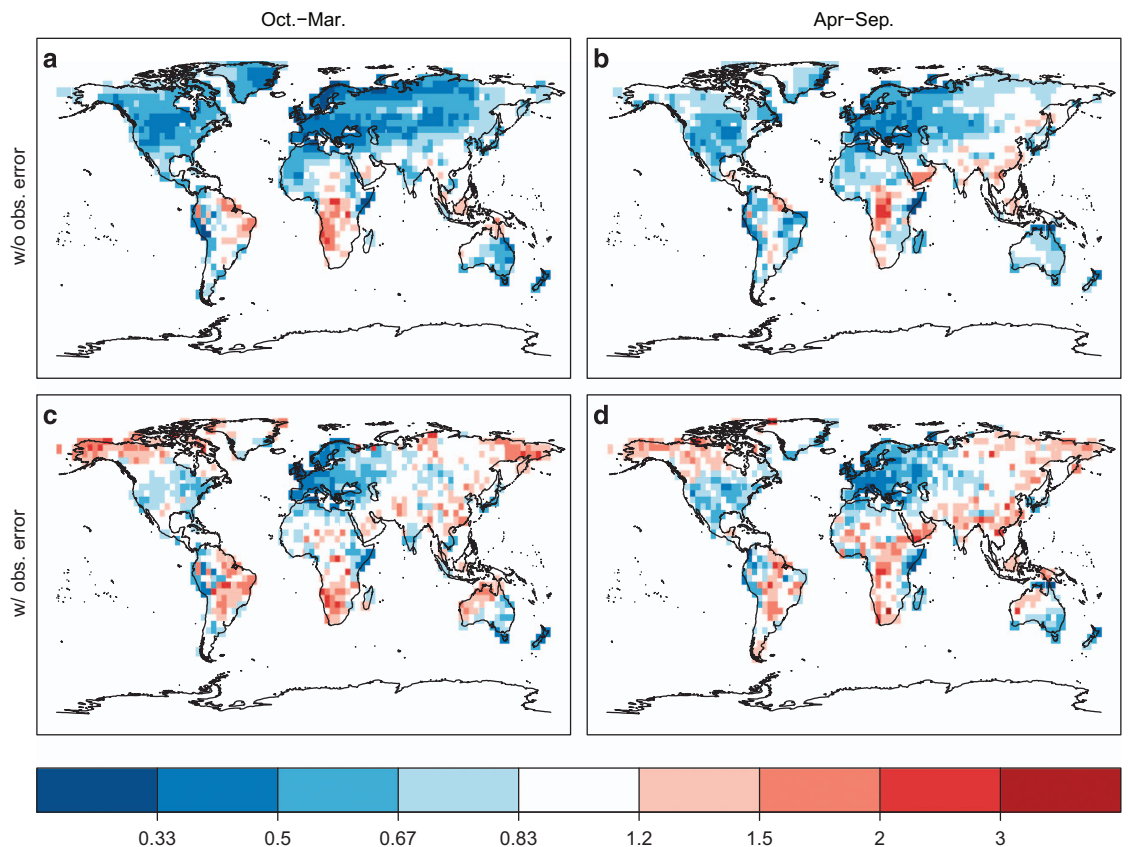 Oct.−Mar.
Apr−Sep.
a
b
w/o obs. error
c
d
w/ obs. error
0.33
0.5
0.67
0.83
1.2
1.5
2
3